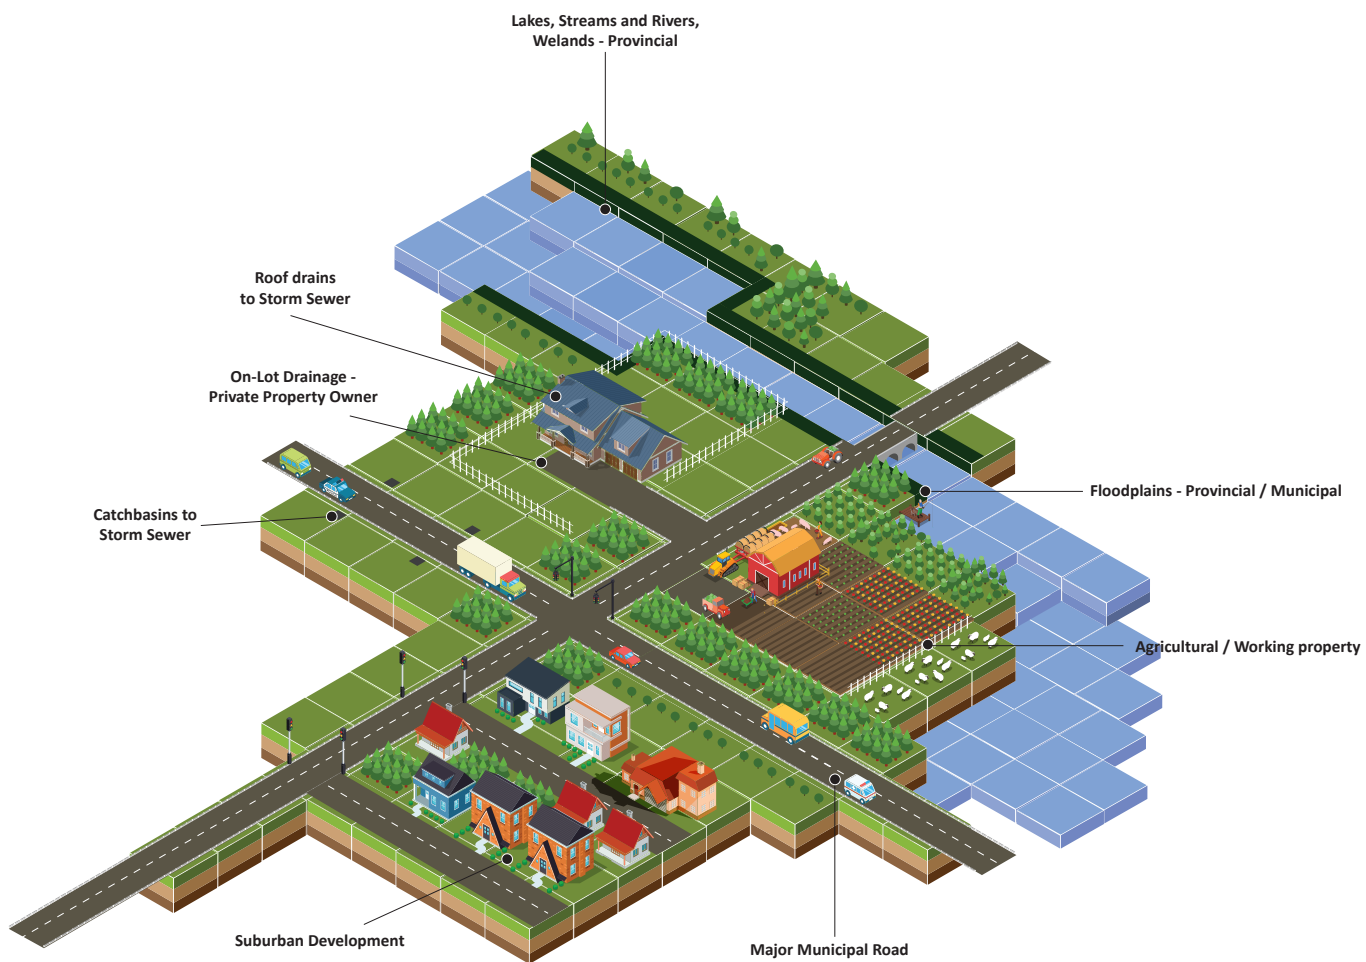 Lakes, Streams and Rivers,
Welands - Provincial
Roof drains
to Storm Sewer
On-Lot Drainage -
Private Property Owner
Catchbasins to
Storm Sewer
Floodplains - Provincial / Municipal
Agricultural / Working property
Suburban Development
Major Municipal Road